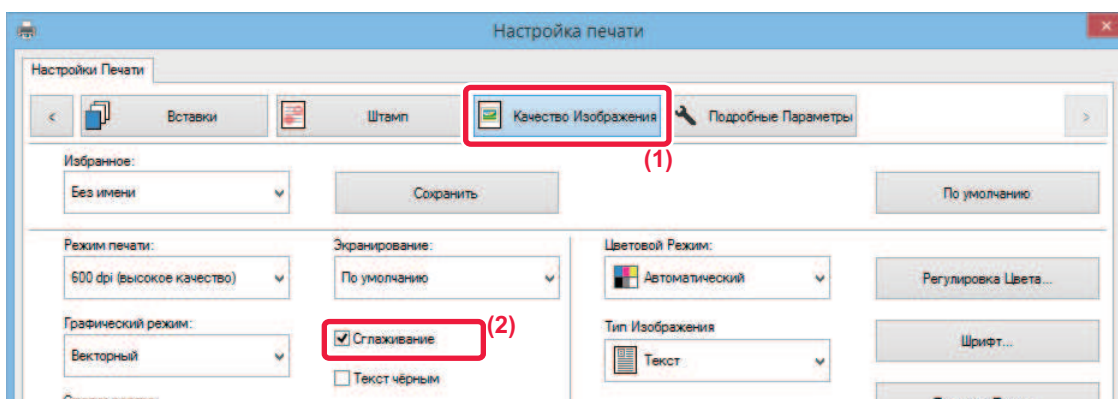 Настройка печати
Настройки Печати
Вставки
Штамп
Качество Изображения
Подробные Параметры
(1)
Избранное:
Без имени
Сохранить
По умолчанию
Режим печати:
Экранирование:
Цветовой Режим:
600 dpi (высокое качество)
По умолчанию
Автоматический
Регулировка Цвета...
Графический режим:
Сглаживание
(2)
Тип Изображения
Векторный
Текст
Шрифт...
Текст чёрным